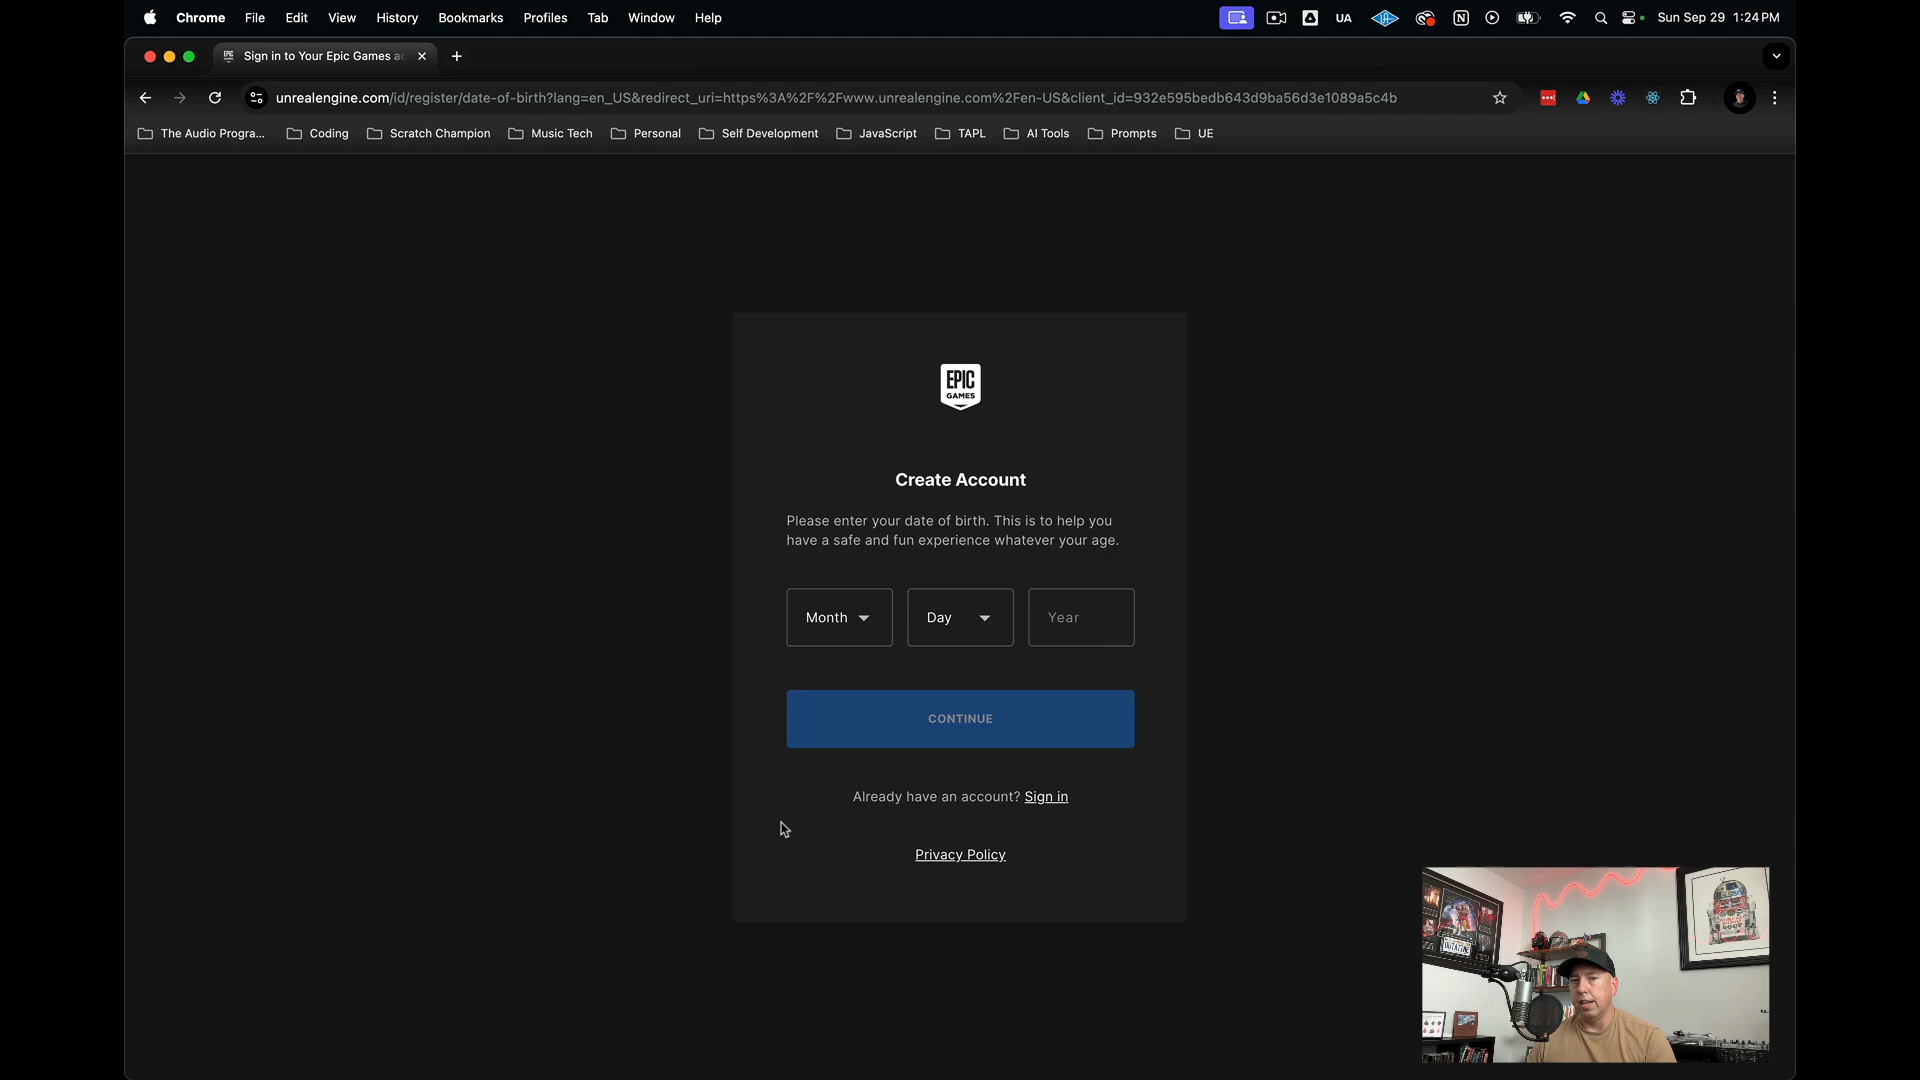 Chrome File Edit View History Bookmarks Profiles Tab Window Help UA Sun Sep 29 1:24 PM
Sign in to Your Epic Games ac
unrealengine.com/id/register/date-of-birth?lang=en_US&redirect_uri=https%3A%2F%2Fwww.unrealengine.com%2Fen-US&client_id=932e595bedb643d9ba56d3e1089a5c4b
The Audio Progra... Coding Scratch Champion Music Tech Personal Self Development JavaScript TAPL AI Tools Prompts UE
EPIC
GAMES
Create Account
Please enter your date of birth. This is to help you
have a safe and fun experience whatever your age.
Month Day Year
CONTINUE
Already have an account? Sign in
Privacy Policy
OUTATIME